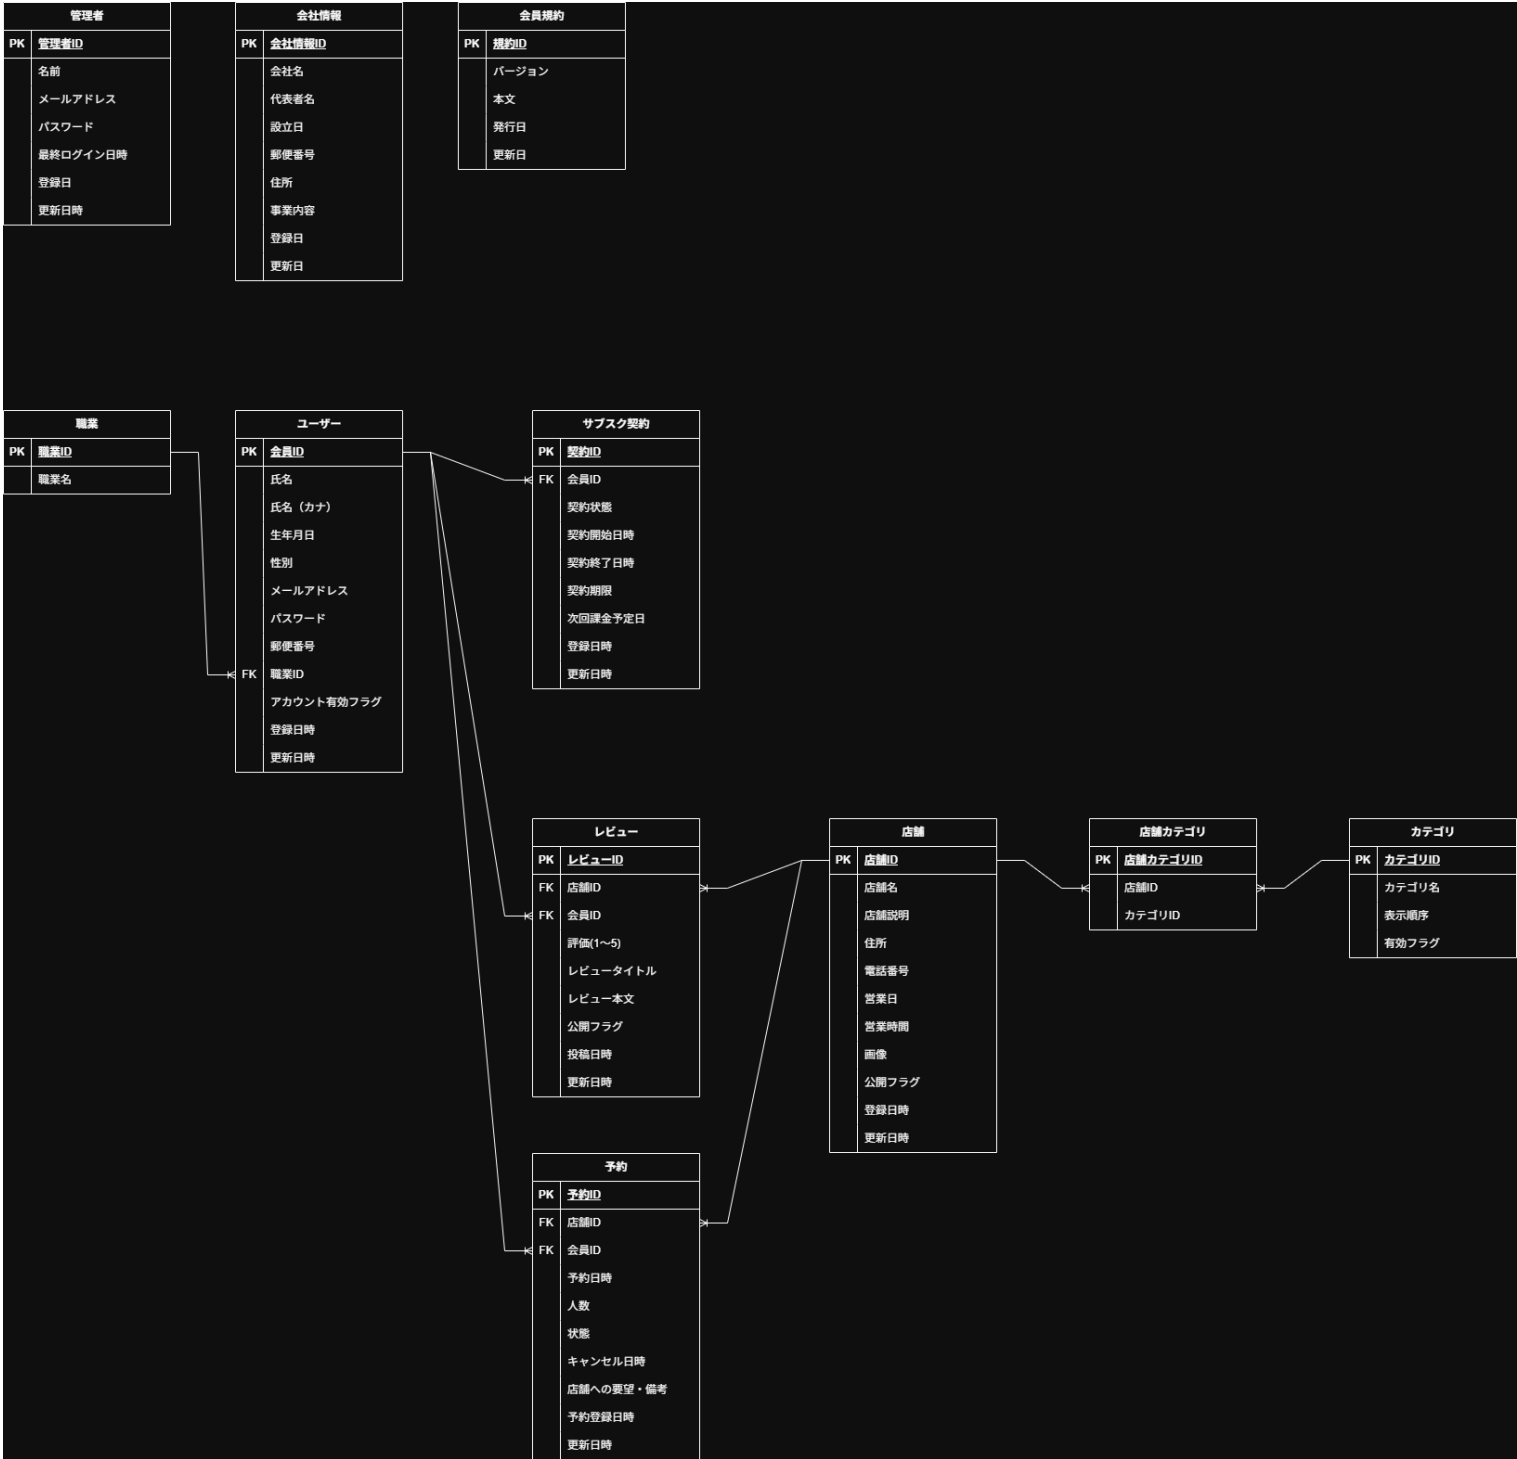 管理者
PK 管理者ID
名前
メールアドレス
パスワード
最終ログイン日時
登録日
更新日時
会社情報
PK 会社情報ID
会社名
代表者名
設立日
郵便番号
住所
事業内容
登録日
更新日
会員規約
PK 規約ID
バージョン
本文
発行日
更新日
職業
PK 職業ID
職業名
ユーザー
PK 会員ID
氏名
氏名（カナ）
生年月日
性別
メールアドレス
パスワード
郵便番号
FK 職業ID
アカウント有効フラグ
登録日時
更新日時
サブスク契約
PK 契約ID
FK 会員ID
契約状態
契約開始日時
契約終了日時
契約期限
次回課金予定日
登録日時
更新日時
レビュー
PK レビューID
FK 店舗ID
FK 会員ID
評価(1～5)
レビュータイトル
レビュー本文
公開フラグ
投稿日時
更新日時
店舗
PK 店舗ID
店舗名
店舗説明
住所
電話番号
営業日
営業時間
画像
公開フラグ
登録日時
更新日時
店舗カテゴリ
PK 店舗カテゴリID
店舗ID
カテゴリID
カテゴリ
PK カテゴリID
カテゴリ名
表示順序
有効フラグ
予約
PK 予約ID
FK 店舗ID
FK 会員ID
予約日時
人数
状態
キャンセル日時
店舗への要望・備考
予約登録日時
更新日時